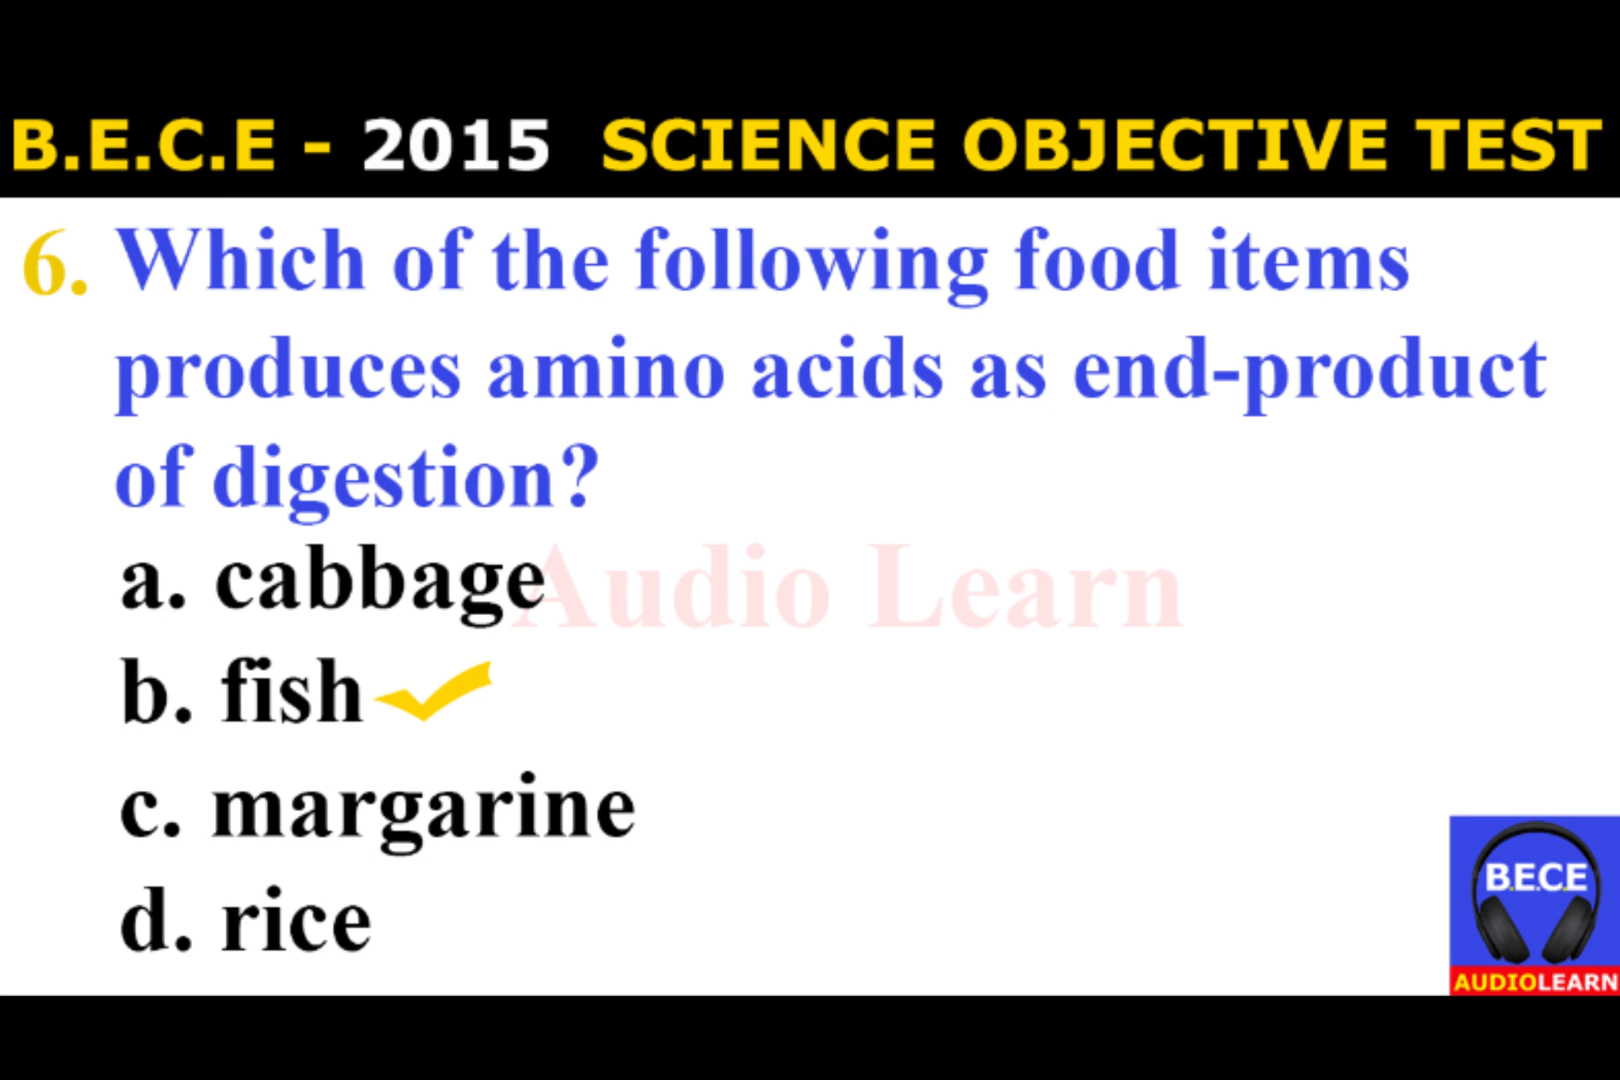 B.E.C.E - 2015 SCIENCE OBJECTIVE TEST
6. Which of the following food items
produces amino acids as end-product
of digestion?
a. cabbage
Audio Learn
b. fish
c. margarine
d. rice
B.E.C.E
AUDIOLEARN